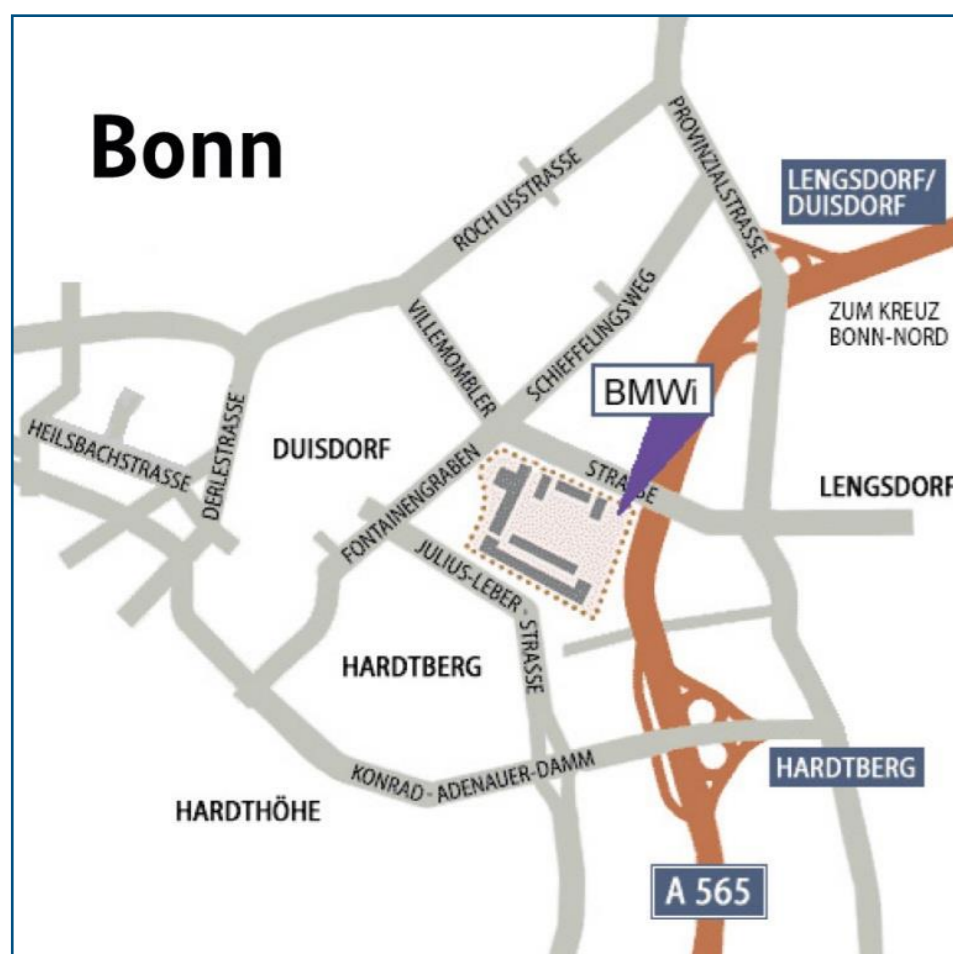 Bonn
PROVINZIALSTRASSE
LENGSDORF/
DUISDORF
ROCH USSTRASSE
ZUM KREUZ
BONN-NORD
VILLEMOMBLER
SCHIEFFELINGSWEG
BMWi
HEILSBACHSTRASSE
DERLESTRASSE
DUISDORF
FONTAINENGRABEN
STRASSE
LENGSDORF
JULIUS-LEBER-STRASSE
HARDTBERG
KONRAD-ADENAUER-DAMM
HARDTBERG
HARDTHÖHE
A 565